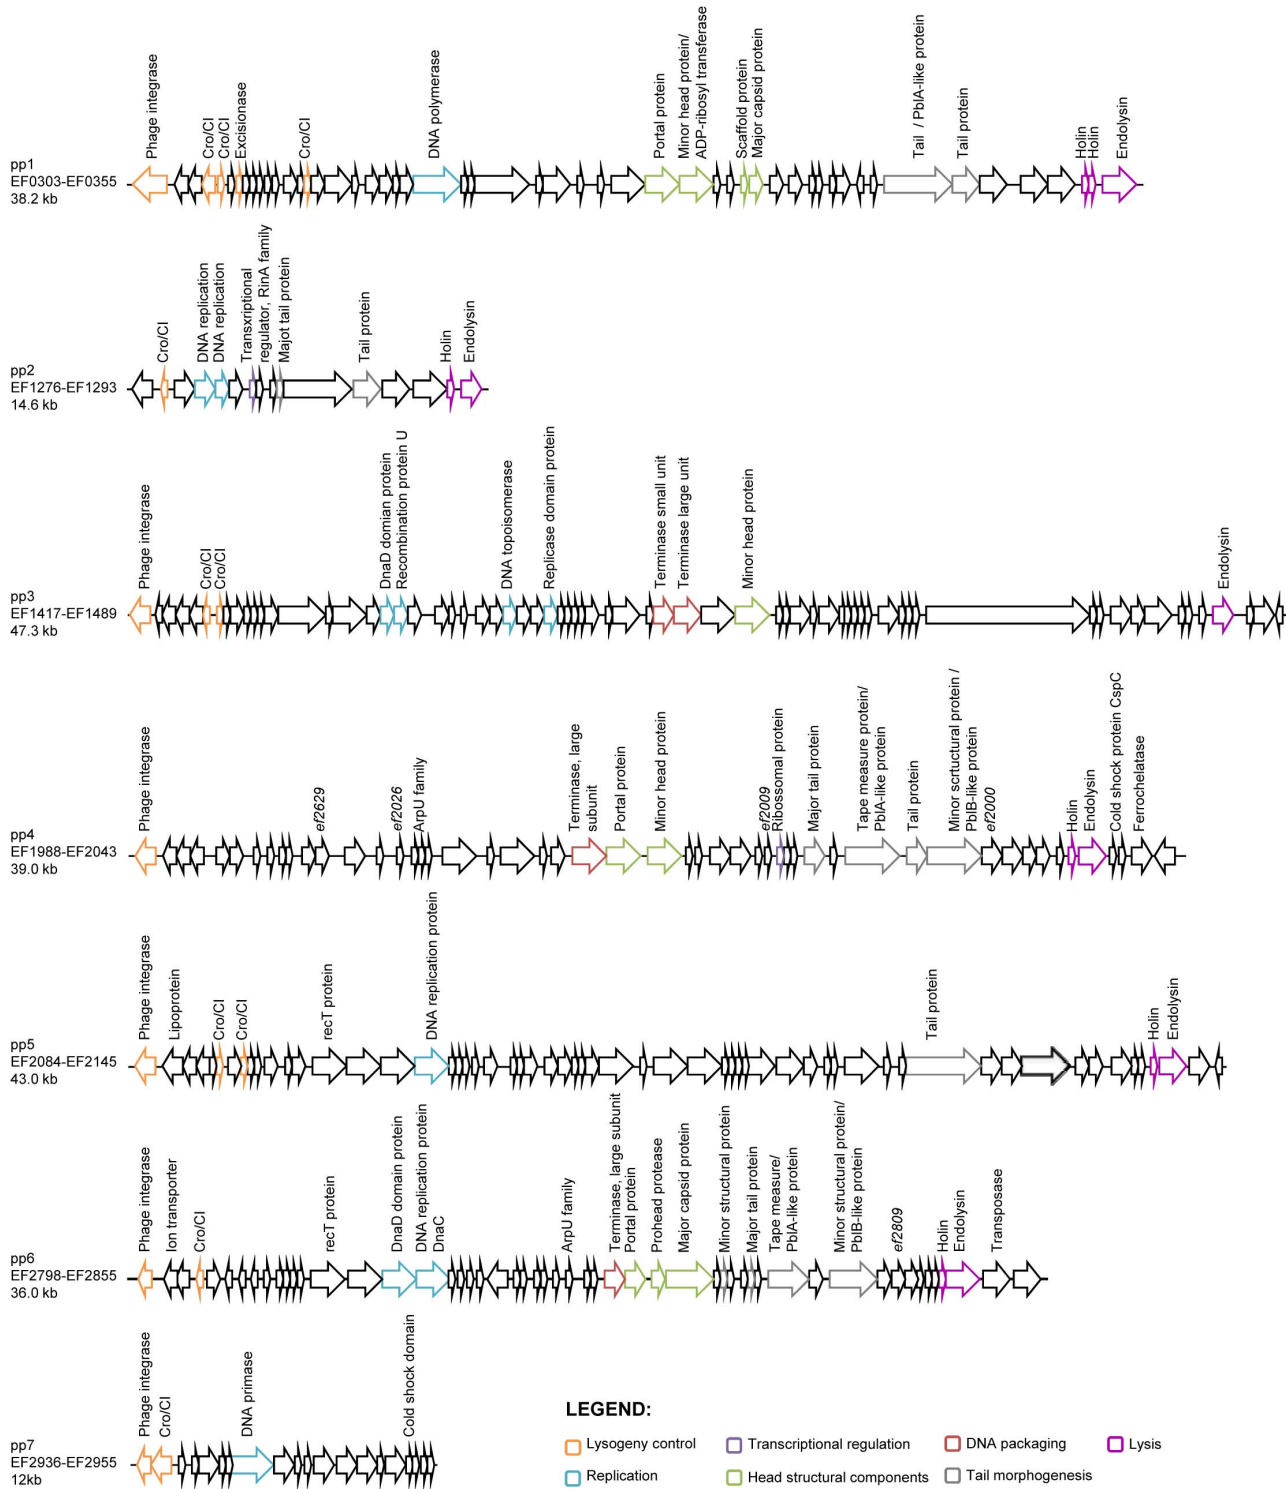 Phage integrase
Cro/CI
Cro/CI
Excisionase
Cro/CI
DNA polymerase
Portal protein
Minor head protein/
ADP-ribosyl transferase
Scaffold protein
Major capsid protein
Tail / PblA-like protein
Tail protein
Holin
Holin
Endolysin
pp1
EF0303-EF0355
38.2 kb
Cro/CI
DNA replication
DNA replication
Transxriptional
regulator, RinA family
Majot tail protein
Tail protein
Holin
Endolysin
pp2
EF1276-EF1293
14.6 kb
Phage integrase
Cro/CI
Cro/CI
DnaD domian protein
Recombination protein U
DNA topoisomerase
Replicase domain protein
Terminase small unit
Terminase large unit
Minor head protein
Endolysin
pp3
EF1417-EF1489
47.3 kb
Phage integrase
ef2629
ef2026
ArpU family
Terminase, large
subunit
Portal protein
Minor head protein
ef2009
Ribossomal protein
Major tail protein
Tape measure protein/
PblA-like protein
Tail protein
Minor scrtuctural protein /
PblB-like protein
ef2000
Holin
Endolysin
Cold shock protein CspC
Ferrochelatase
pp4
EF1988-EF2043
39.0 kb
Phage integrase
Lipoprotein
Cro/CI
Cro/CI
recT protein
DNA replication protein
Tail protein
Holin
Endolysin
pp5
EF2084-EF2145
43.0 kb
Phage integrase
Ion transporter
Cro/CI
recT protein
DnaD domain protein
DNA replication protein
DnaC
ArpU family
Terminase, large subunit
Portal protein
Prohead protease
Major capsid protein
Minor structural protein
Major tail protein
Tape measure/
PblA-like protein
Minor structural protein/
PblB-like protein
ef2809
Holin
Endolysin
Transposase
pp6
EF2798-EF2855
36.0 kb
Phage integrase
Cro/CI
DNA primase
Cold shock domain
pp7
EF2936-EF2955
12kb
LEGEND:
Lysogeny control
Transcriptional regulation
DNA packaging
Lysis
Replication
Head structural components
Tail morphogenesis